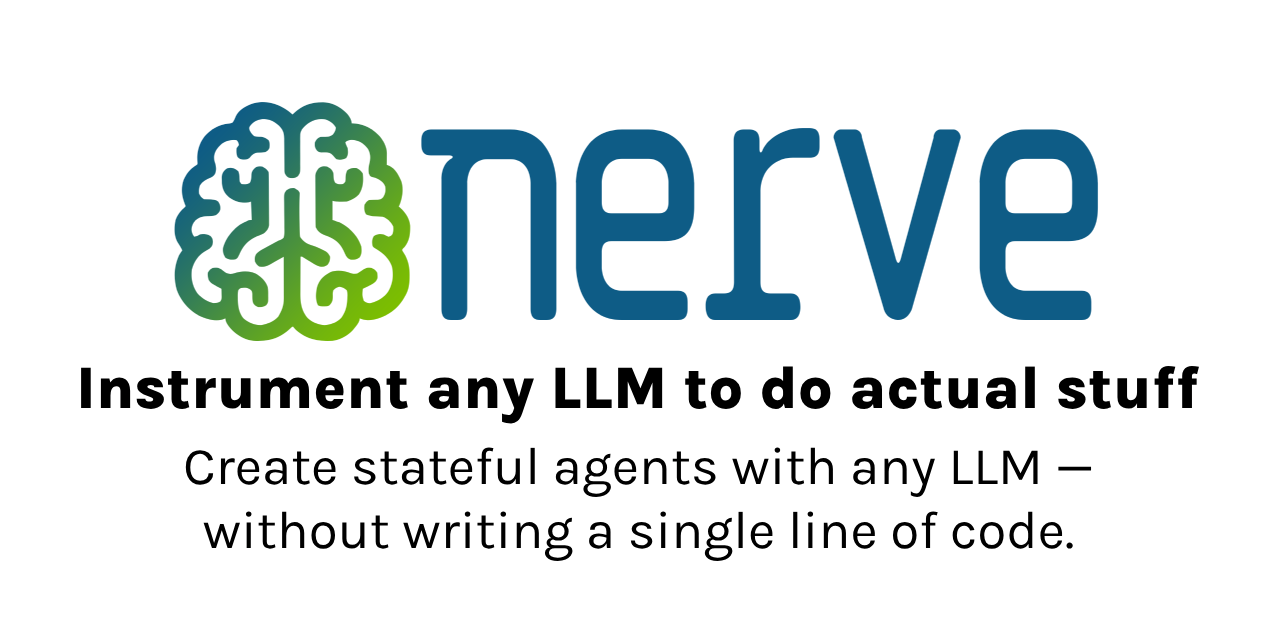 nerve
Instrument any LLM to do actual stuff
Create stateful agents with any LLM —
without writing a single line of code.